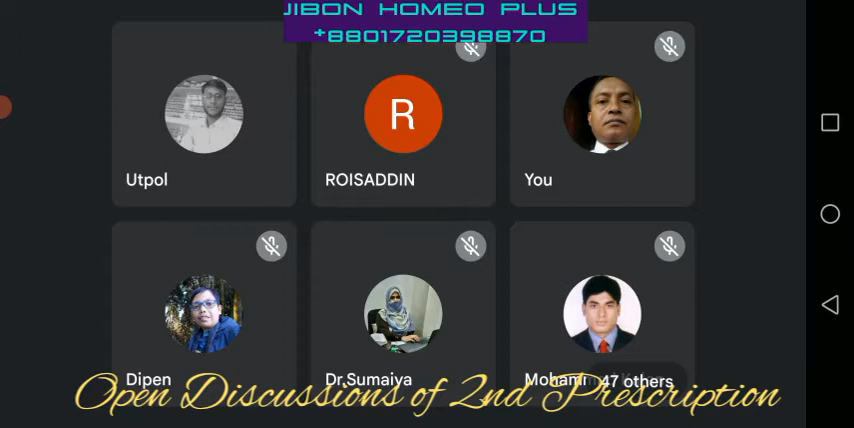 JIBON HOMEO PLUS
+8801720398870
R
Utpol
ROISADDIN
You
Dipen
Dr.Sumaiya
47 others
Open Discussions of 2nd Prescription